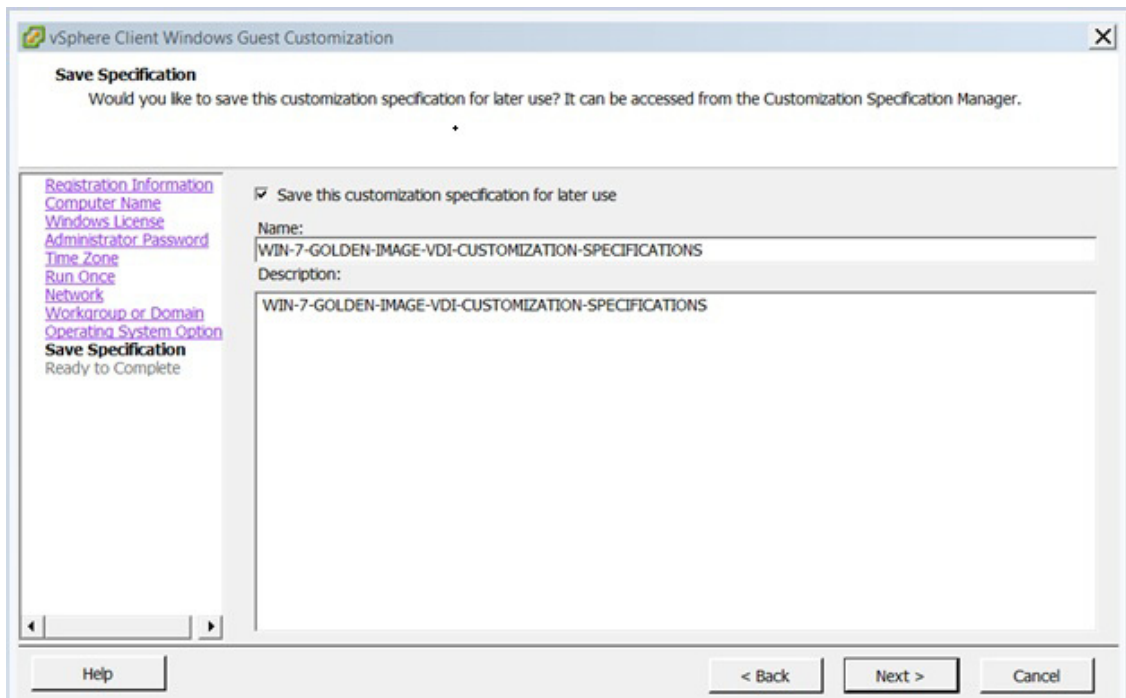 vSphere Client Windows Guest Customization
Save Specification
Would you like to save this customization specification for later use? It can be accessed from the Customization Specification Manager.
Registration Information
Computer Name
Windows License
Administrator Password
Time Zone
Run Once
Network
Workgroup or Domain
Operating System Option
Save Specification
Ready to Complete
Save this customization specification for later use
Name:
WIN-7-GOLDEN-IMAGE-VDI-CUSTOMIZATION-SPECIFICATIONS
Description:
WIN-7-GOLDEN-IMAGE-VDI-CUSTOMIZATION-SPECIFICATIONS
Help
< Back
Next >
Cancel